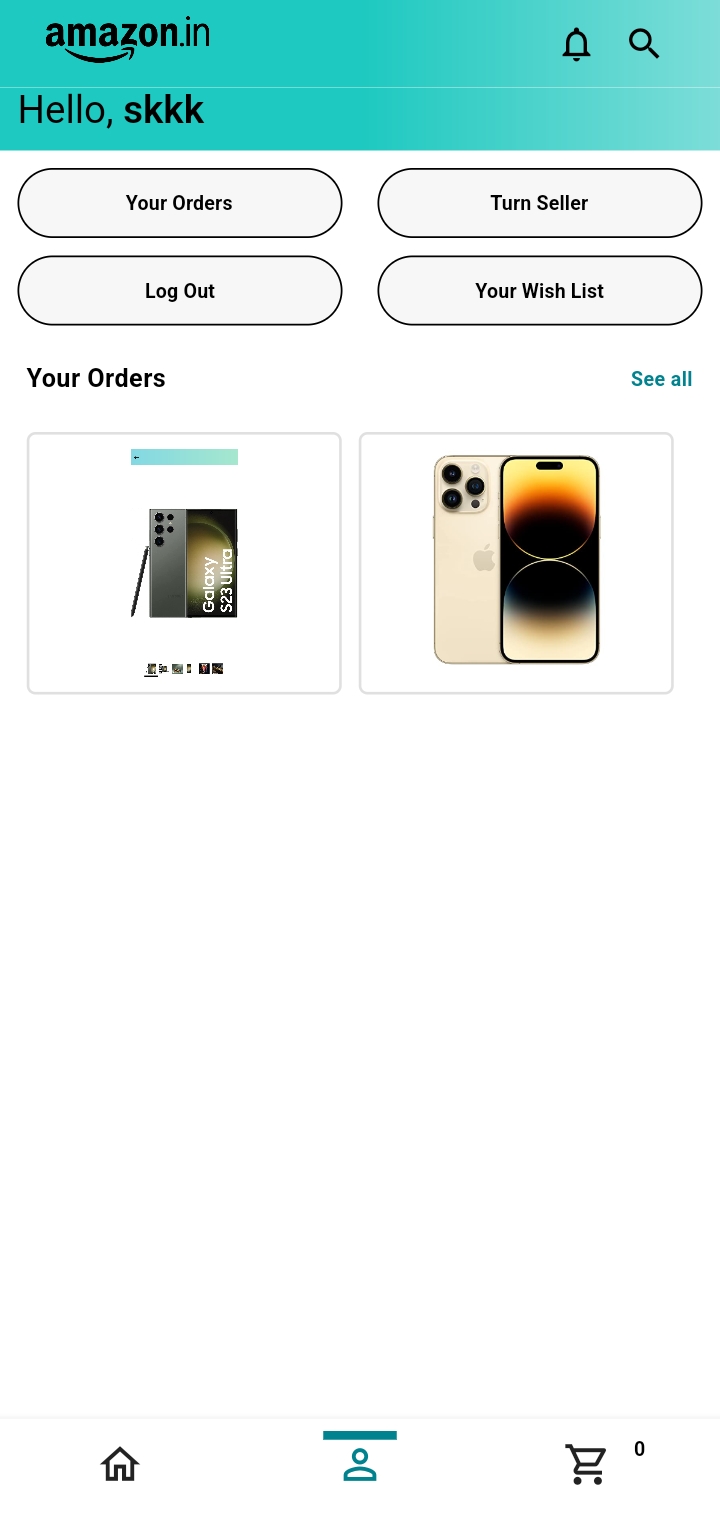 amazon.in
Hello, skkk
Your Orders
Turn Seller
Log Out
Your Wish List
Your Orders
See all
Galaxy
S23 Ultra
0